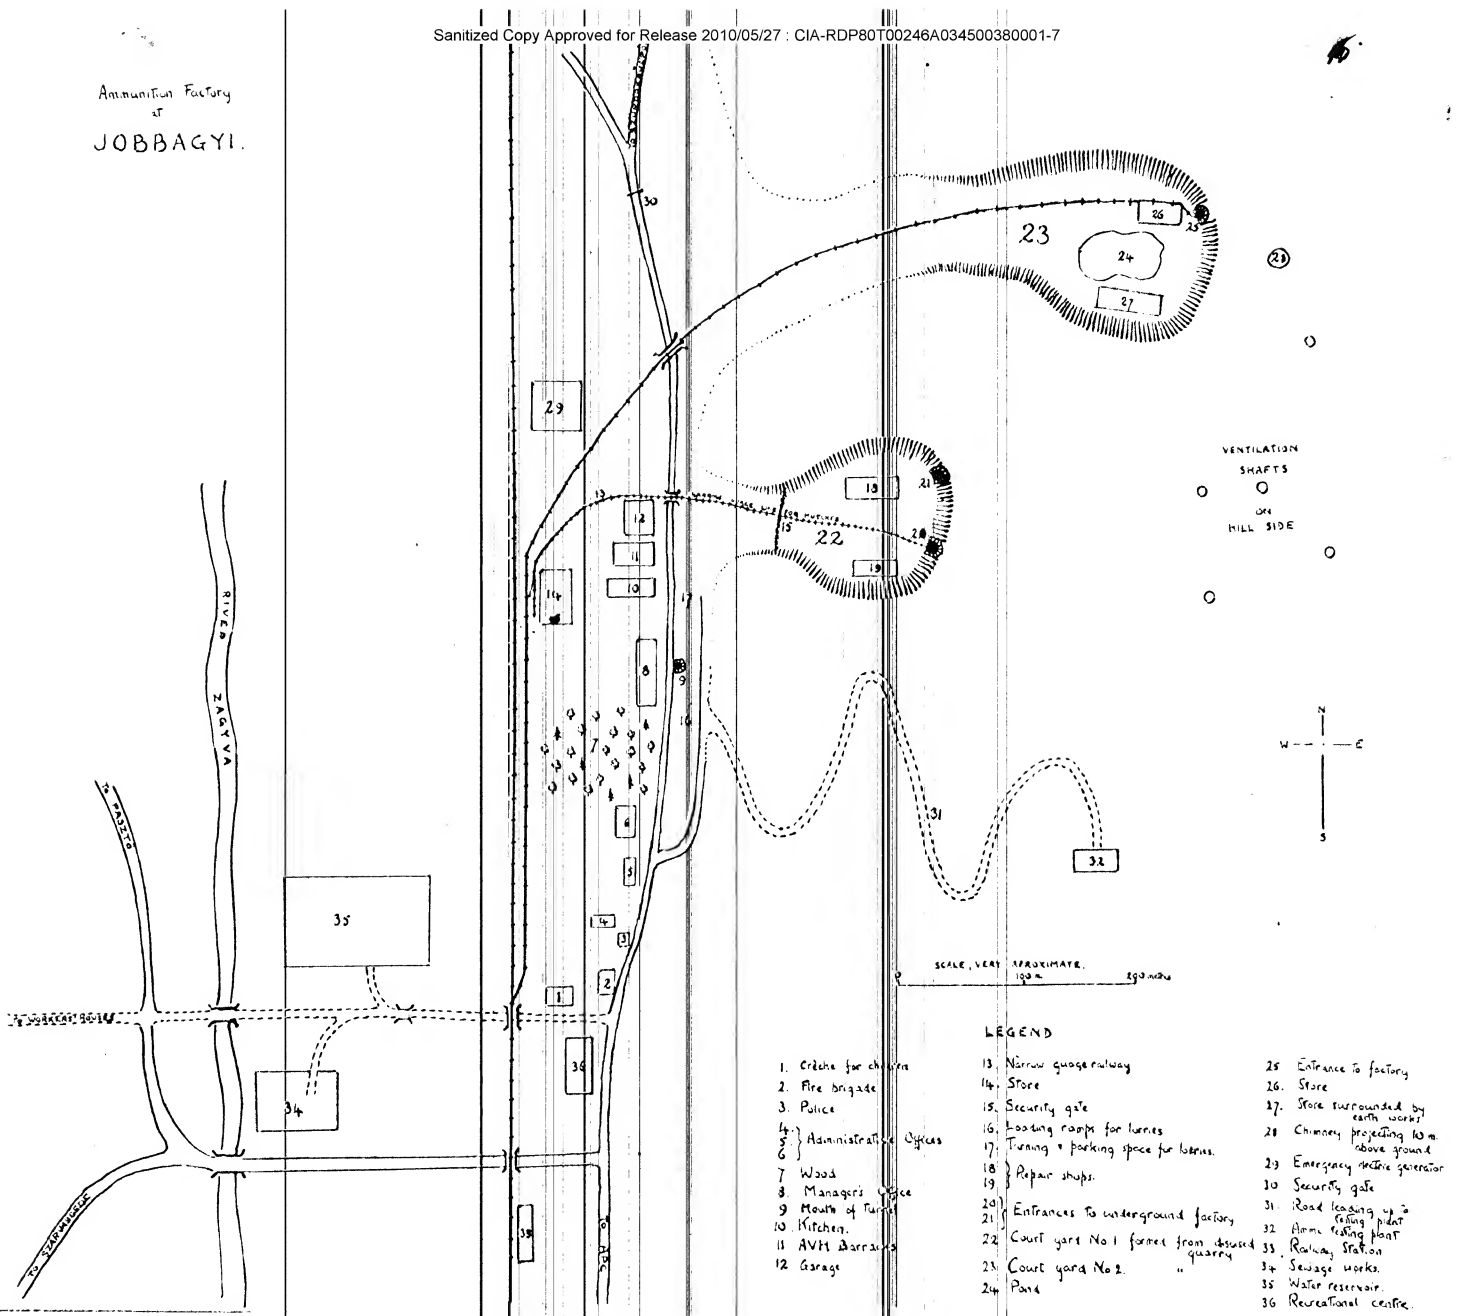 Sanitized Copy Approved for Release 2010/05/27 : CIA-RDP80T00246A034500380001-7
Ammunition Factory
at
JOBBAGYI.
30
26
25
23
24
28
27
29
VENTILATION
SHAFTS
ON
HILL SIDE
13
18
21
12
15
22
11
19
14
10
17
RIVER
ZAGYVA
8
9
16
7
N
W E
S
TO PASZTO
6
31
32
5
35
4
3
SCALE, VERY APROXIMATE.
0 100 m 200 metres
2
1
TO WORKERS HOUSES
36
34
TO APC
LEGEND
1. Crèche for children
2. Fire brigade
3. Police
4.
5. Administrative Offices
6
7 Wood
8. Manager's Office
9 Mouth of Tunnel
10. Kitchen.
11 AVH Barracks
12 Garage
13. Narrow guage railway
14. Store
15. Security gate
16. Loading ramps for lorries
17. Turning & parking space for lorries.
18
19 Repair shops.
20
21 Entrances to underground factory
22 Court yard No.1 formed from disused
quarry
23. Court yard No 2. "
24. Pond
25 Entrance to factory
26. Store
27. Store surrounded by
earth works
28 Chimney projecting 10 m.
above ground
29 Emergency electric generator
30 Security gate
31. Road leading up to
testing plant
32 Ammo testing plant
33. Railway Station
34 Sewage works.
35 Water reservoir.
36 Recreational centre.